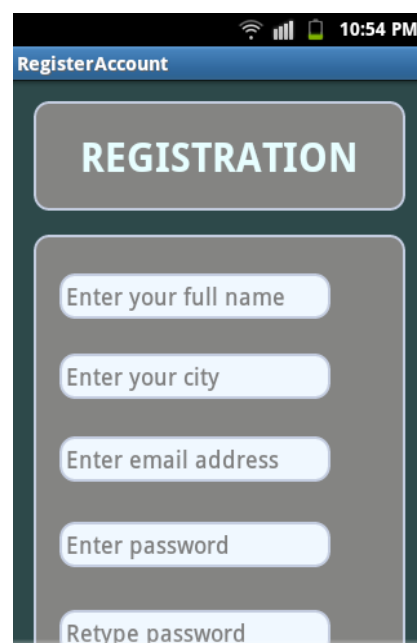 10:54 PM
RegisterAccount
REGISTRATION
Enter your full name
Enter your city
Enter email address
Enter password
Retype password